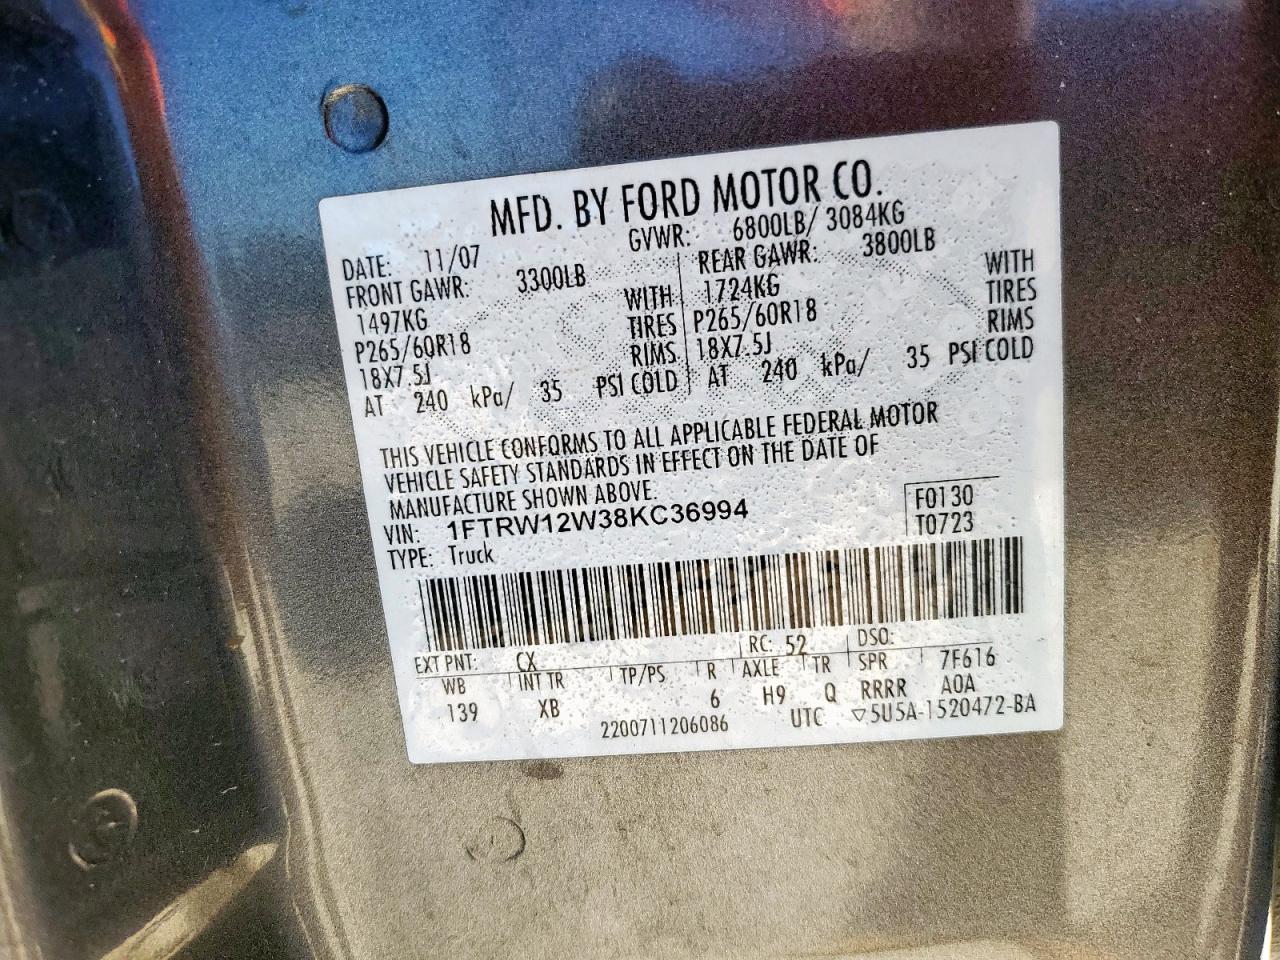 MFD. BY FORD MOTOR CO.
DATE: 11/07 GVWR: 6800LB/ 3084KG
FRONT GAWR: 3300LB REAR GAWR: 3800LB
1497KG WITH 1724KG WITH
P265/60R18 TIRES P265/60R18 TIRES
18X7.5J RIMS 18X7.5J RIMS
AT 240 kPa/ 35 PSI COLD AT 240 kPa/ 35 PSI COLD
THIS VEHICLE CONFORMS TO ALL APPLICABLE FEDERAL MOTOR
VEHICLE SAFETY STANDARDS IN EFFECT ON THE DATE OF
MANUFACTURE SHOWN ABOVE.
VIN: 1FTRW12W38KC36994 F0130
TYPE: Truck T0723
EXT PNT: CX RC: 52 DSO:
WB INT TR TP/PS R AXLE TR SPR 7F616
139 XB 6 H9 Q RRRR A0A
2200711206086 UTC ▽5U5A-1520472-BA